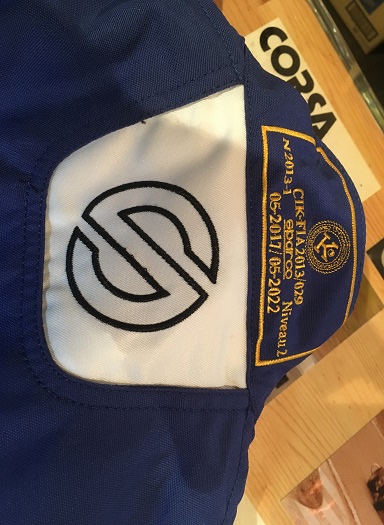 CORSA
CIK-FIA 2013/029
N2013-1 sparco Niveau 2
05-2017/05-2022